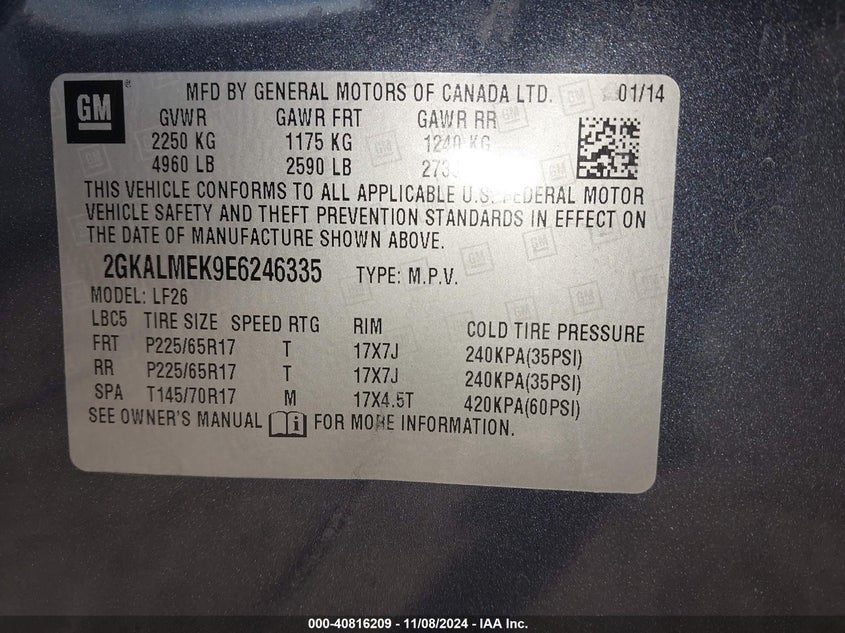 GM
MFD BY GENERAL MOTORS OF CANADA LTD. 01/14
GVWR GAWR FRT GAWR RR
2250 KG 1175 KG 1240 KG
4960 LB 2590 LB
THIS VEHICLE CONFORMS TO ALL APPLICABLE U.S. FEDERAL MOTOR
VEHICLE SAFETY AND THEFT PREVENTION STANDARDS IN EFFECT ON
THE DATE OF MANUFACTURE SHOWN ABOVE.
2GKALMEK9E6246335 TYPE: M.P.V.
MODEL: LF26
LBC5 TIRE SIZE SPEED RTG RIM COLD TIRE PRESSURE
FRT P225/65R17 T 17X7J 240KPA(35PSI)
RR P225/65R17 T 17X7J 240KPA(35PSI)
SPA T145/70R17 M 17X4.5T 420KPA(60PSI)
SEE OWNER'S MANUAL FOR MORE INFORMATION.
000-40816209 - 11/08/2024 - IAA Inc.